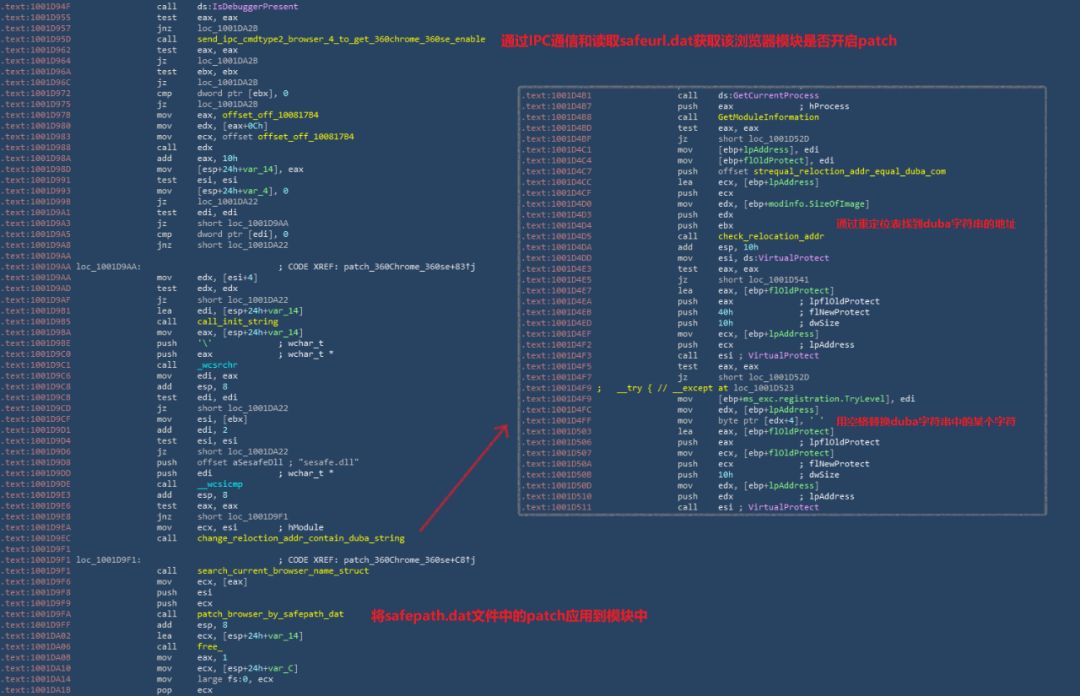 .text:1001D94F call ds:IsDebuggerPresent
.text:1001D955 test eax, eax
.text:1001D957 jnz loc_1001DA2B
.text:1001D95D call send_ipc_cmdtype2_browser_4_to_get_360chrome_360se_enable
通过IPC通信和读取safeurl.dat获取该浏览器模块是否开启patch
.text:1001D962 test eax, eax
.text:1001D964 jz loc_1001DA2B
.text:1001D96A test ebx, ebx
.text:1001D96C jz loc_1001DA2B
.text:1001D972 cmp dword ptr [ebx], 0
.text:1001D975 jz loc_1001DA2B
.text:1001D97B mov eax, offset_off_10081784
.text:1001D980 mov edx, [eax+0Ch]
.text:1001D983 mov ecx, offset offset_off_10081784
.text:1001D988 call edx
.text:1001D98A add eax, 10h
.text:1001D98D mov [esp+24h+var_14], eax
.text:1001D991 test esi, esi
.text:1001D993 mov [esp+24h+var_4], 0
.text:1001D99B jz loc_1001DA22
.text:1001D9A1 test edi, edi
.text:1001D9A3 jz short loc_1001D9AA
.text:1001D9A5 cmp dword ptr [edi], 0
.text:1001D9A8 jnz short loc_1001DA22
.text:1001D9AA
.text:1001D9AA loc_1001D9AA: ; CODE XREF: patch_360Chrome_360se+83↑j
.text:1001D9AA mov edx, [esi+4]
.text:1001D9AD test edx, edx
.text:1001D9AF jz short loc_1001DA22
.text:1001D9B1 lea edi, [esp+24h+var_14]
.text:1001D9B5 call call_init_string
.text:1001D9BA mov eax, [esp+24h+var_14]
.text:1001D9BE push '\' ; wchar_t
.text:1001D9C0 push eax ; wchar_t *
.text:1001D9C1 call _wcsrchr
.text:1001D9C6 mov edi, eax
.text:1001D9C8 add esp, 8
.text:1001D9CB test edi, edi
.text:1001D9CD jz short loc_1001DA22
.text:1001D9CF mov esi, [ebx]
.text:1001D9D1 add edi, 2
.text:1001D9D4 test esi, esi
.text:1001D9D6 jz short loc_1001DA22
.text:1001D9D8 push offset aSesafeDll ; "sesafe.dll"
.text:1001D9DD push edi ; wchar_t *
.text:1001D9DE call __wcsicmp
.text:1001D9E3 add esp, 8
.text:1001D9E6 test eax, eax
.text:1001D9E8 jnz short loc_1001D9F1
.text:1001D9EA mov ecx, esi ; hModule
.text:1001D9EC call change_reloction_addr_contain_duba_string
.text:1001D9F1
.text:1001D9F1 loc_1001D9F1: ; CODE XREF: patch_360Chrome_360se+C8↑j
.text:1001D9F1 call search_current_browser_name_struct
.text:1001D9F6 mov ecx, [eax]
.text:1001D9F8 push esi
.text:1001D9F9 push ecx
.text:1001D9FA call patch_browser_by_safepath_dat
将safepath.dat文件中的patch应用到模块中
.text:1001D9FF add esp, 8
.text:1001DA02 lea ecx, [esp+24h+var_14]
.text:1001DA06 call free_
.text:1001DA0B mov eax, 1
.text:1001DA10 mov ecx, [esp+24h+var_C]
.text:1001DA14 mov large fs:0, ecx
.text:1001DA1B pop ecx
.text:1001D4B1 call ds:GetCurrentProcess
.text:1001D4B7 push eax ; hProcess
.text:1001D4B8 call GetModuleInformation
.text:1001D4BD test eax, eax
.text:1001D4BF jz short loc_1001D52D
.text:1001D4C1 mov [ebp+lpAddress], edi
.text:1001D4C4 mov [ebp+flOldProtect], edi
.text:1001D4C7 push offset strequal_reloction_addr_equal_duba_com
.text:1001D4CC lea ecx, [ebp+lpAddress]
.text:1001D4CF push ecx
.text:1001D4D0 mov edx, [ebp+modinfo.SizeOfImage]
.text:1001D4D3 push edx
.text:1001D4D4 push ebx
通过重定位表找到duba字符串的地址
.text:1001D4D5 call check_relocation_addr
.text:1001D4DA add esp, 10h
.text:1001D4DD mov esi, ds:VirtualProtect
.text:1001D4E3 test eax, eax
.text:1001D4E5 jz short loc_1001D541
.text:1001D4E7 lea eax, [ebp+flOldProtect]
.text:1001D4EA push eax ; lpflOldProtect
.text:1001D4EB push 40h ; flNewProtect
.text:1001D4ED push 10h ; dwSize
.text:1001D4EF mov ecx, [ebp+lpAddress]
.text:1001D4F2 push ecx ; lpAddress
.text:1001D4F3 call esi ; VirtualProtect
.text:1001D4F5 test eax, eax
.text:1001D4F7 jz short loc_1001D52D
.text:1001D4F9 ; __try { // __except at loc_1001D523
.text:1001D4F9 mov [ebp+ms_exc.registration.TryLevel], edi
.text:1001D4FC mov edx, [ebp+lpAddress]
.text:1001D4FF mov byte ptr [edx+4], ' '
用空格替换duba字符串中的某个字符
.text:1001D503 lea eax, [ebp+flOldProtect]
.text:1001D506 push eax ; lpflOldProtect
.text:1001D507 mov ecx, [ebp+flOldProtect]
.text:1001D50A push ecx ; flNewProtect
.text:1001D50B push 10h ; dwSize
.text:1001D50D mov edx, [ebp+lpAddress]
.text:1001D510 push edx ; lpAddress
.text:1001D511 call esi ; VirtualProtect